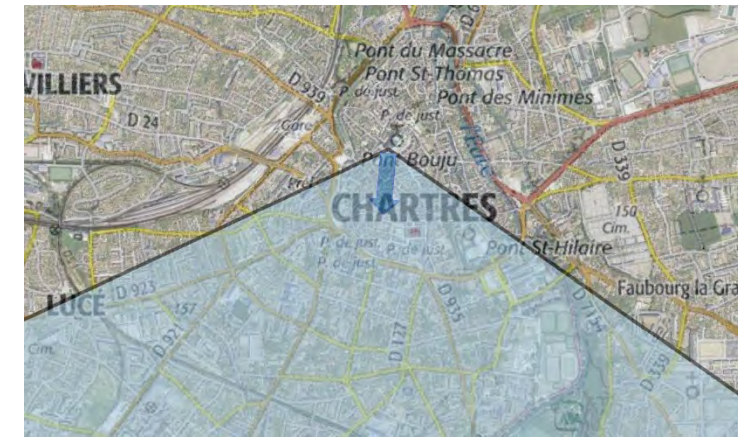 Pont du Massacre
VILLIERS
Pont St-Thomas
D 939
P. de just.
Pont des Minimes
D 24
P. de just.
Gare
l'Eure
D 339
Pont Bouju
Préf.
CHARTRES
150
Cim.
P. de just.
P. de just.
Pont St-Hilaire
P. de just.
D 923
Faubourg la Gra
LUCÉ
157
D 935
D 921
D 127
Cim.
D 339